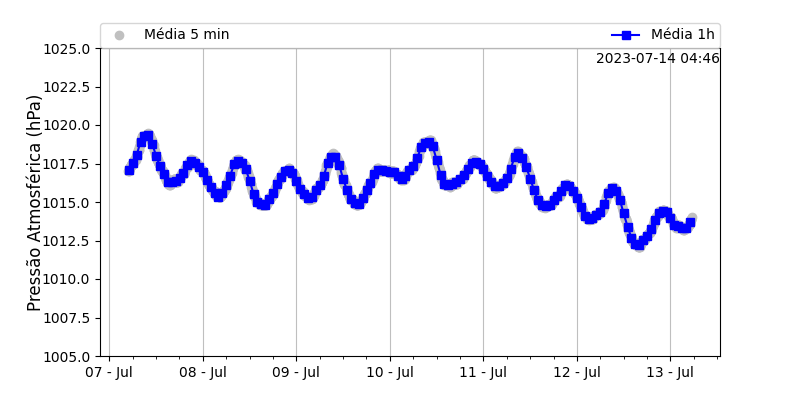 Média 5 min
Média 1h
2023-07-14 04:46
Pressão Atmosférica (hPa)
1025.0
1022.5
1020.0
1017.5
1015.0
1012.5
1010.0
1007.5
1005.0
07 - Jul
08 - Jul
09 - Jul
10 - Jul
11 - Jul
12 - Jul
13 - Jul